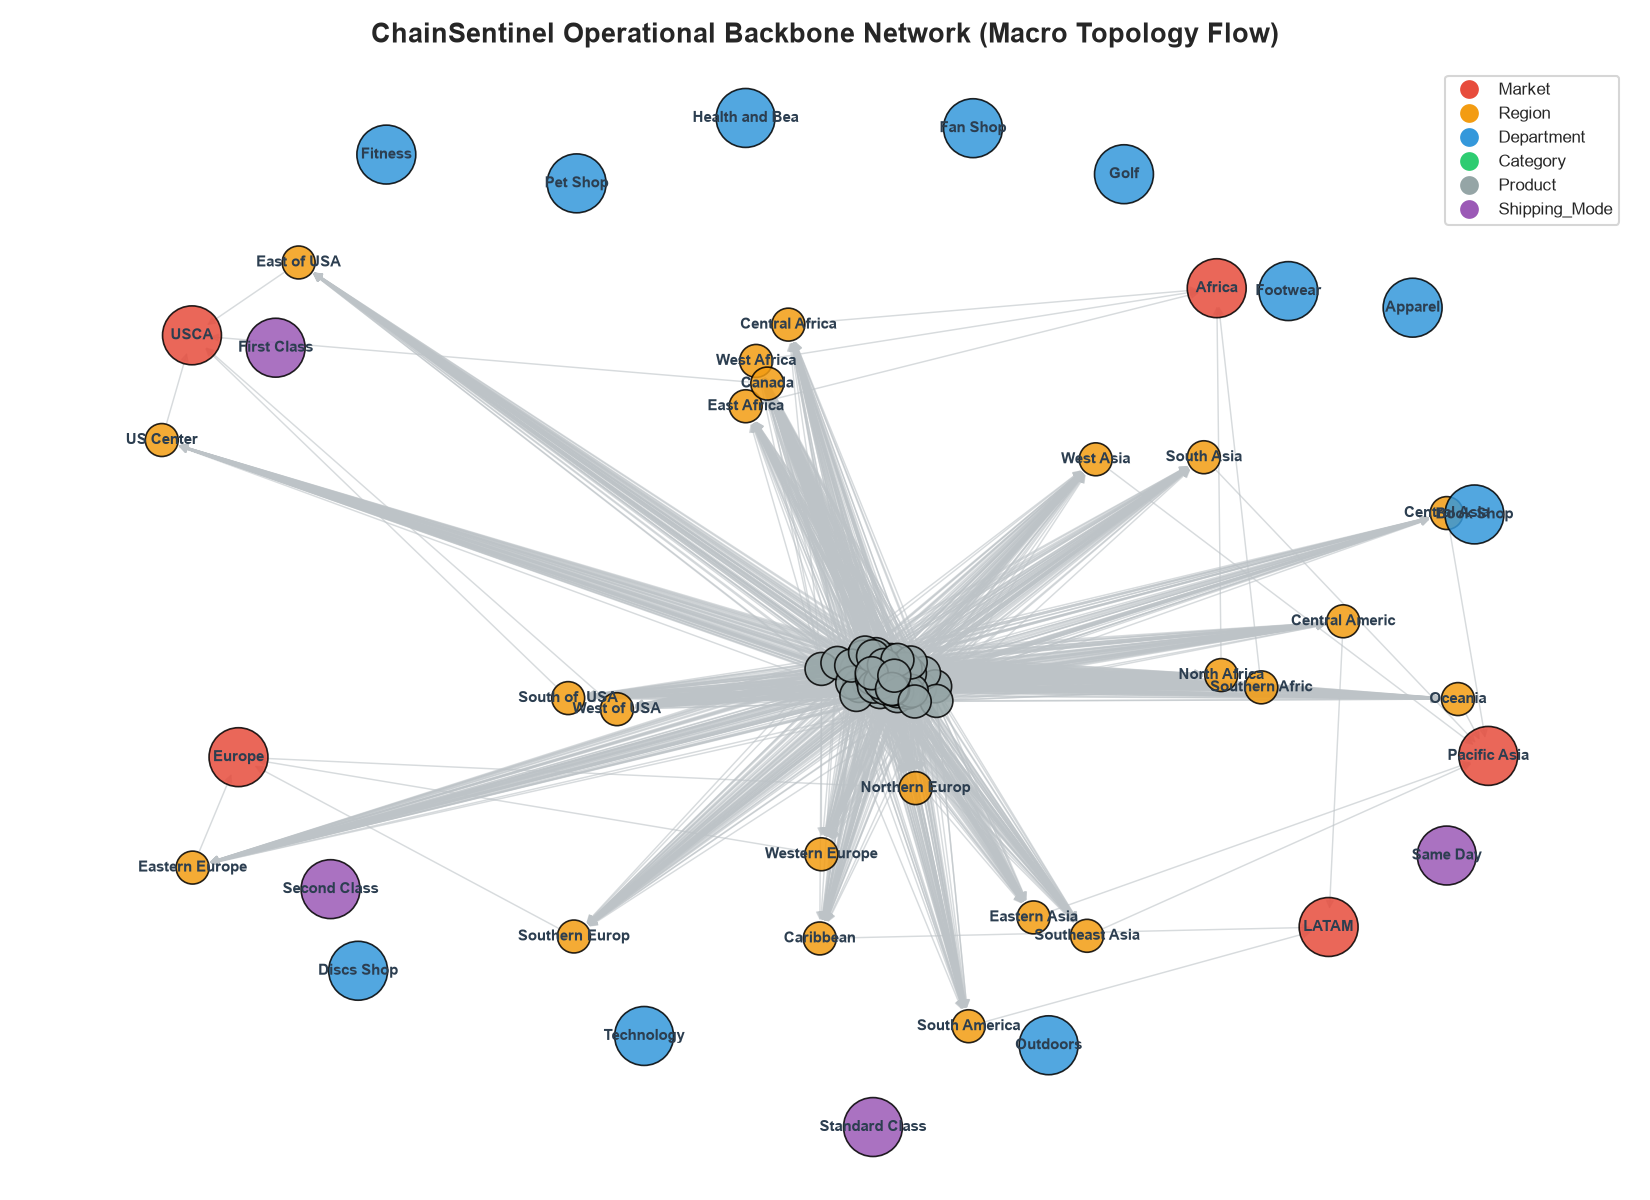 ChainSentinel Operational Backbone Network (Macro Topology Flow)
Market
Region
Department
Category
Product
Shipping_Mode
Health and Bea
Fan Shop
Fitness
Pet Shop
Golf
East of USA
Africa
Footwear
Apparel
USCA
First Class
Central Africa
West Africa
Canada
East Africa
US Center
West Asia
South Asia
Central Asia
Book Shop
Central Americ
North Africa
Southern Afric
South of  USA
West of USA
Oceania
Europe
Pacific Asia
Northern Europ
Western Europe
Same Day
Eastern Europe
Second Class
Eastern Asia
Southeast Asia
LATAM
Southern Europ
Caribbean
Discs Shop
South America
Technology
Outdoors
Standard Class